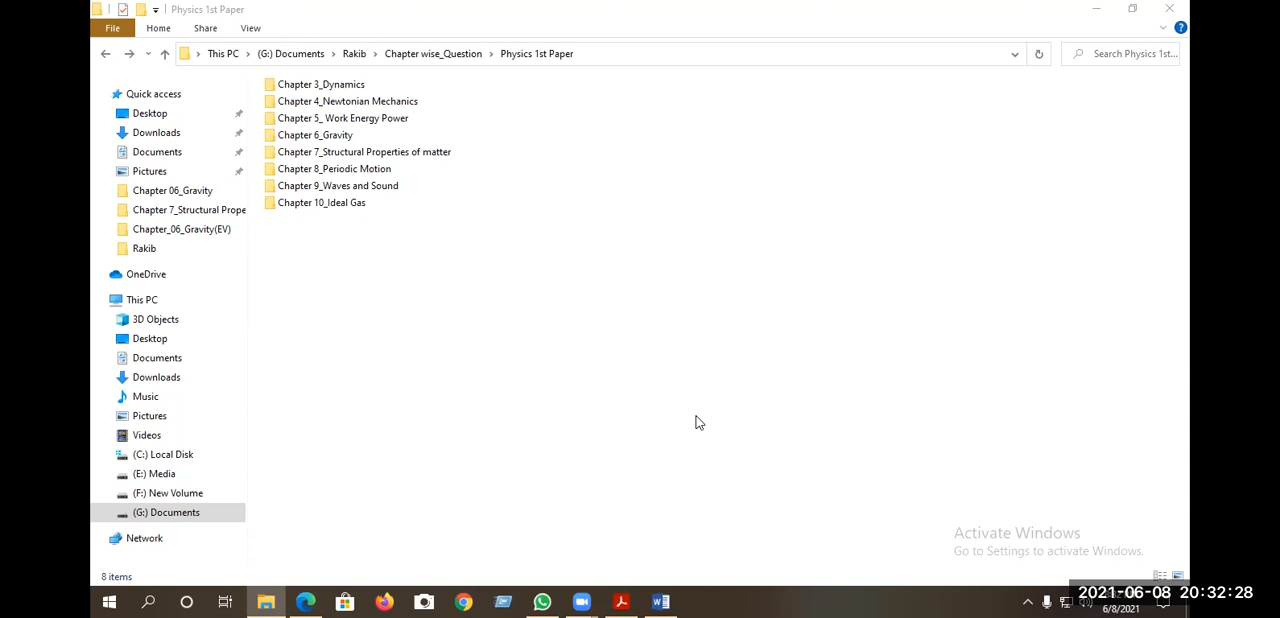 Physics 1st Paper
File Home Share View
This PC (G:) Documents Rakib Chapter wise_Question Physics 1st Paper
Search Physics 1st...
Quick access
Desktop
Downloads
Documents
Pictures
Chapter 06_Gravity
Chapter 7_Structural Prope
Chapter_06_Gravity(EV)
Rakib
OneDrive
This PC
3D Objects
Desktop
Documents
Downloads
Music
Pictures
Videos
(C:) Local Disk
(E:) Media
(F:) New Volume
(G:) Documents
Network
Chapter 3_Dynamics
Chapter 4_Newtonian Mechanics
Chapter 5_ Work Energy Power
Chapter 6_Gravity
Chapter 7_Structural Properties of matter
Chapter 8_Periodic Motion
Chapter 9_Waves and Sound
Chapter 10_Ideal Gas
Activate Windows
Go to Settings to activate Windows.
8 items
2021-06-08 20:32:28
6/8/2021